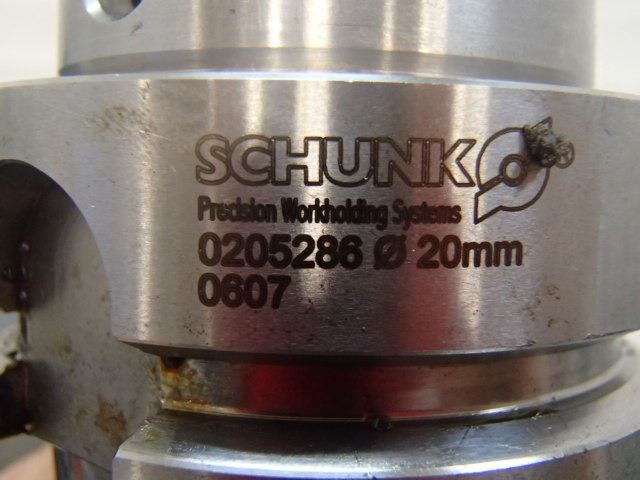 SCHUNK
Precision Workholding Systems
0205286 Ø 20mm
0607